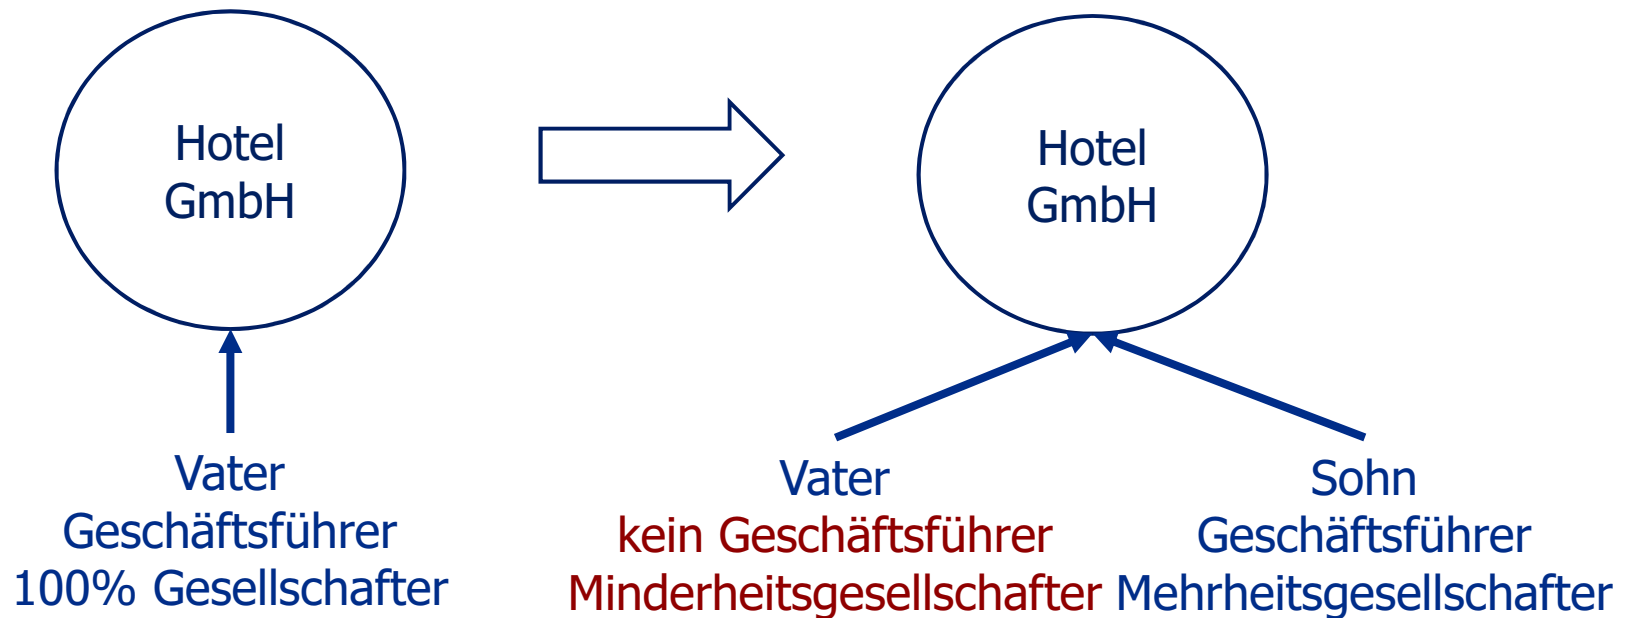 Hotel
GmbH
Hotel
GmbH
Vater
Geschäftsführer
100% Gesellschafter
Vater
kein Geschäftsführer
Minderheitsgesellschafter
Sohn
Geschäftsführer
Mehrheitsgesellschafter